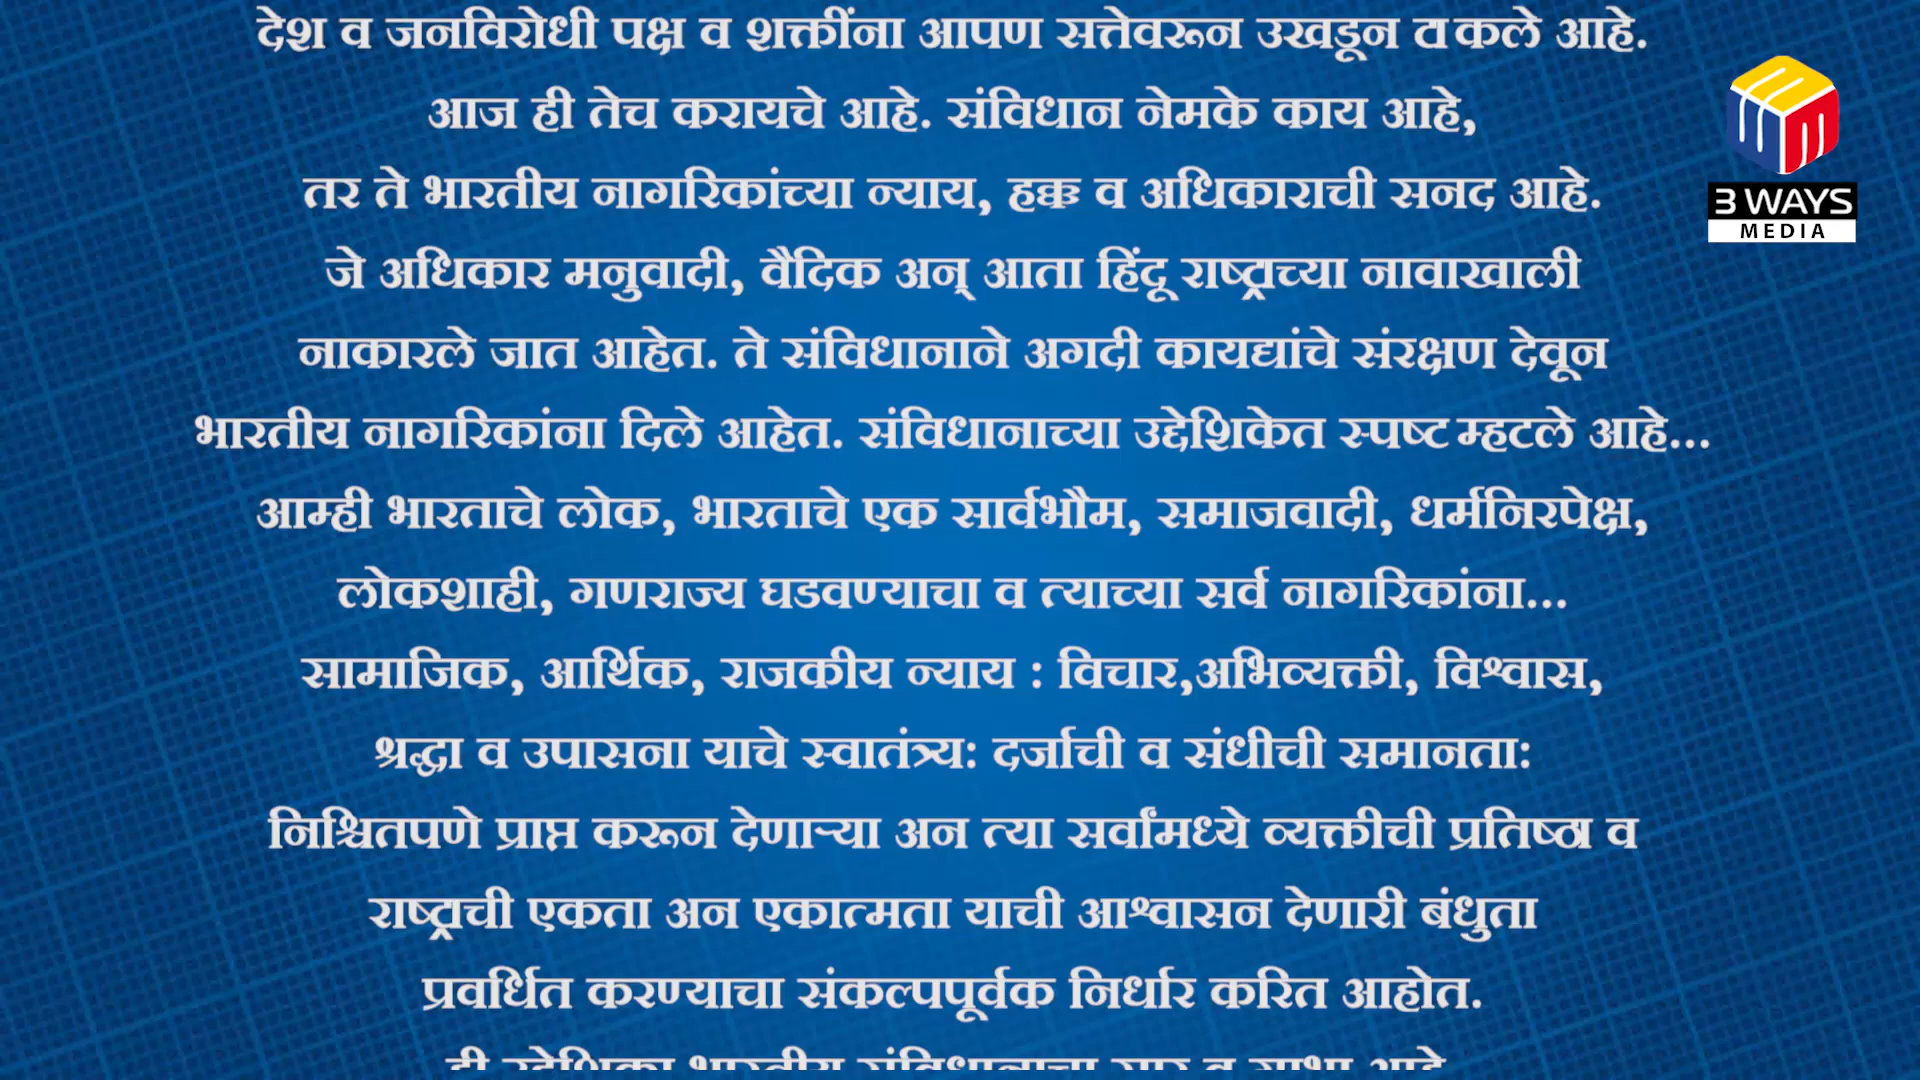 देश व जनविरोधी पक्ष व शक्तींना आपण सत्तेवरून उखडून टाकले आहे.
आज ही तेच करायचे आहे. संविधान नेमके काय आहे,
तर ते भारतीय नागरिकांच्या न्याय, हक्क व अधिकाराची सनद आहे.
जे अधिकार मनुवादी, वैदिक अन् आता हिंदू राष्ट्राच्या नावाखाली
नाकारले जात आहेत. ते संविधानाने अगदी कायद्यांचे संरक्षण देवून
भारतीय नागरिकांना दिले आहेत. संविधानाच्या उद्देशिकेत स्पष्ट म्हटले आहे...
आम्ही भारताचे लोक, भारताचे एक सार्वभौम, समाजवादी, धर्मनिरपेक्ष,
लोकशाही, गणराज्य घडवण्याचा व त्याच्या सर्व नागरिकांना...
सामाजिक, आर्थिक, राजकीय न्याय : विचार,अभिव्यक्ती, विश्वास,
श्रद्धा व उपासना याचे स्वातंत्र्य: दर्जाची व संधीची समानता:
निश्चितपणे प्राप्त करून देणाऱ्या अन त्या सर्वांमध्ये व्यक्तीची प्रतिष्ठा व
राष्ट्राची एकता अन एकात्मता याची आश्वासन देणारी बंधुता
प्रवर्धित करण्याचा संकल्पपूर्वक निर्धार करित आहोत.
ही उद्देशिका भारतीय संविधानाचा सार व गाभा आहे
3 WAYS
MEDIA